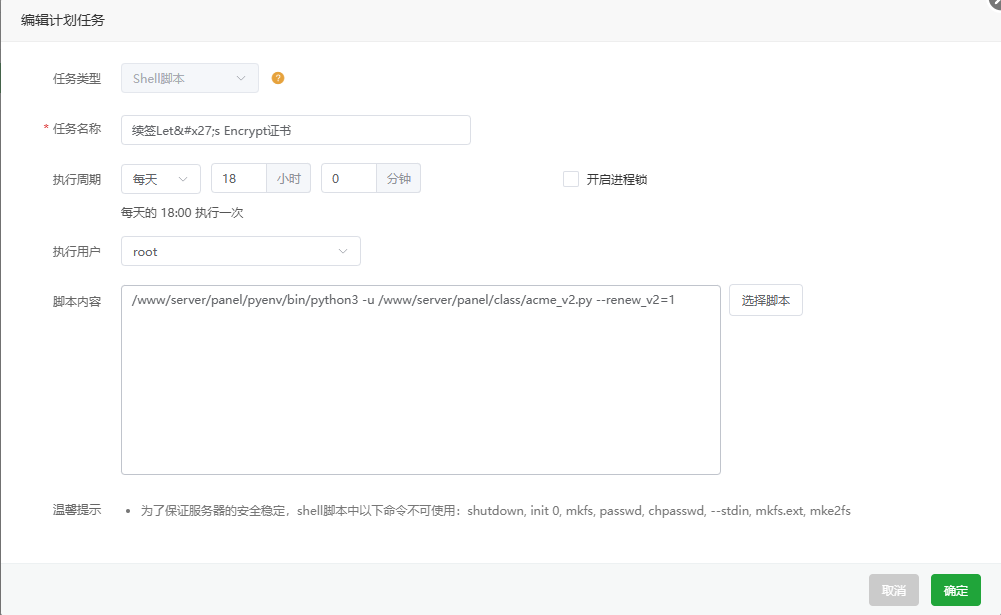 编辑计划任务
任务类型 Shell脚本 ?
* 任务名称 续签Let&#x27;s Encrypt证书
执行周期 每天 18 小时 0 分钟 开启进程锁
每天的 18:00 执行一次
执行用户 root
脚本内容 /www/server/panel/pyenv/bin/python3 -u /www/server/panel/class/acme_v2.py --renew_v2=1 选择脚本
温馨提示 • 为了保证服务器的安全稳定，shell脚本中以下命令不可使用：shutdown, init 0, mkfs, passwd, chpasswd, --stdin, mkfs.ext, mke2fs
取消 确定